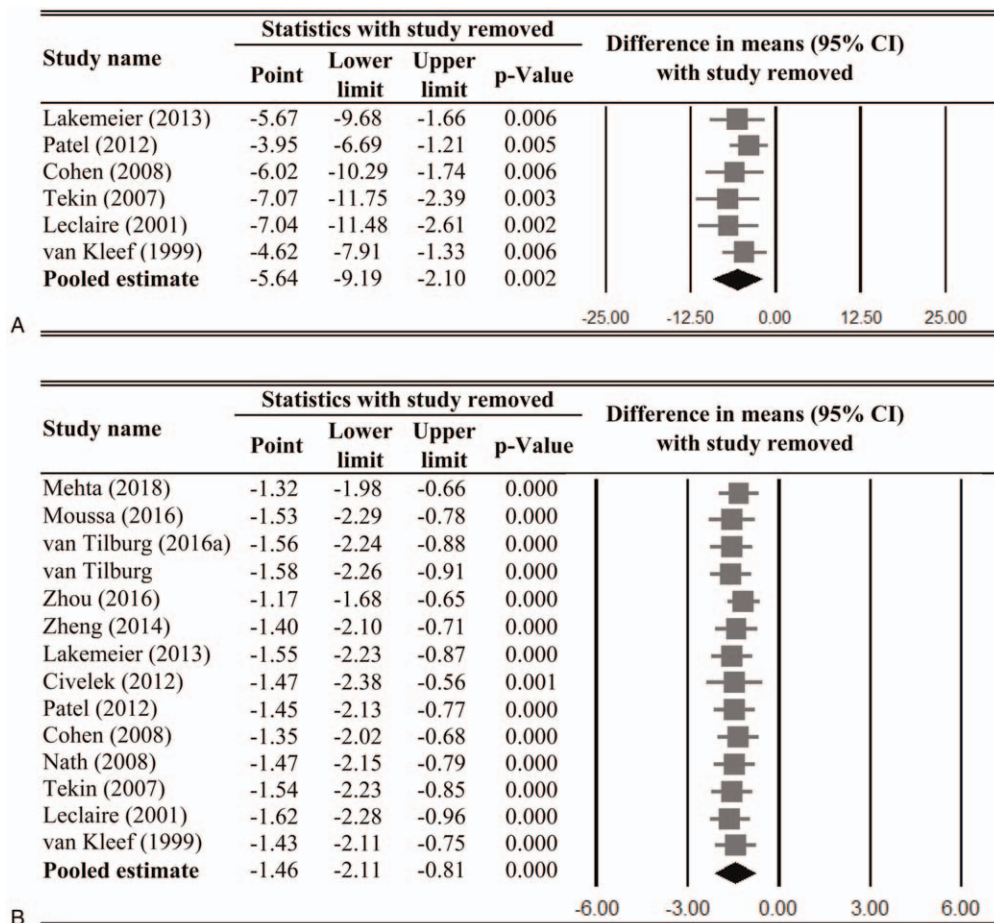 Study name Statistics with study removed Difference in means (95% CI) with study removed
Point Lower limit Upper limit p-Value
Lakemeier (2013) -5.67 -9.68 -1.66 0.006
Patel (2012) -3.95 -6.69 -1.21 0.005
Cohen (2008) -6.02 -10.29 -1.74 0.006
Tekin (2007) -7.07 -11.75 -2.39 0.003
Leclaire (2001) -7.04 -11.48 -2.61 0.002
van Kleef (1999) -4.62 -7.91 -1.33 0.006
Pooled estimate -5.64 -9.19 -2.10 0.002
-25.00 -12.50 0.00 12.50 25.00
A
Study name Statistics with study removed Difference in means (95% CI) with study removed
Point Lower limit Upper limit p-Value
Mehta (2018) -1.32 -1.98 -0.66 0.000
Moussa (2016) -1.53 -2.29 -0.78 0.000
van Tilburg (2016a) -1.56 -2.24 -0.88 0.000
van Tilburg -1.58 -2.26 -0.91 0.000
Zhou (2016) -1.17 -1.68 -0.65 0.000
Zheng (2014) -1.40 -2.10 -0.71 0.000
Lakemeier (2013) -1.55 -2.23 -0.87 0.000
Civelek (2012) -1.47 -2.38 -0.56 0.001
Patel (2012) -1.45 -2.13 -0.77 0.000
Cohen (2008) -1.35 -2.02 -0.68 0.000
Nath (2008) -1.47 -2.15 -0.79 0.000
Tekin (2007) -1.54 -2.23 -0.85 0.000
Leclaire (2001) -1.62 -2.28 -0.96 0.000
van Kleef (1999) -1.43 -2.11 -0.75 0.000
Pooled estimate -1.46 -2.11 -0.81 0.000
-6.00 -3.00 0.00 3.00 6.00
B